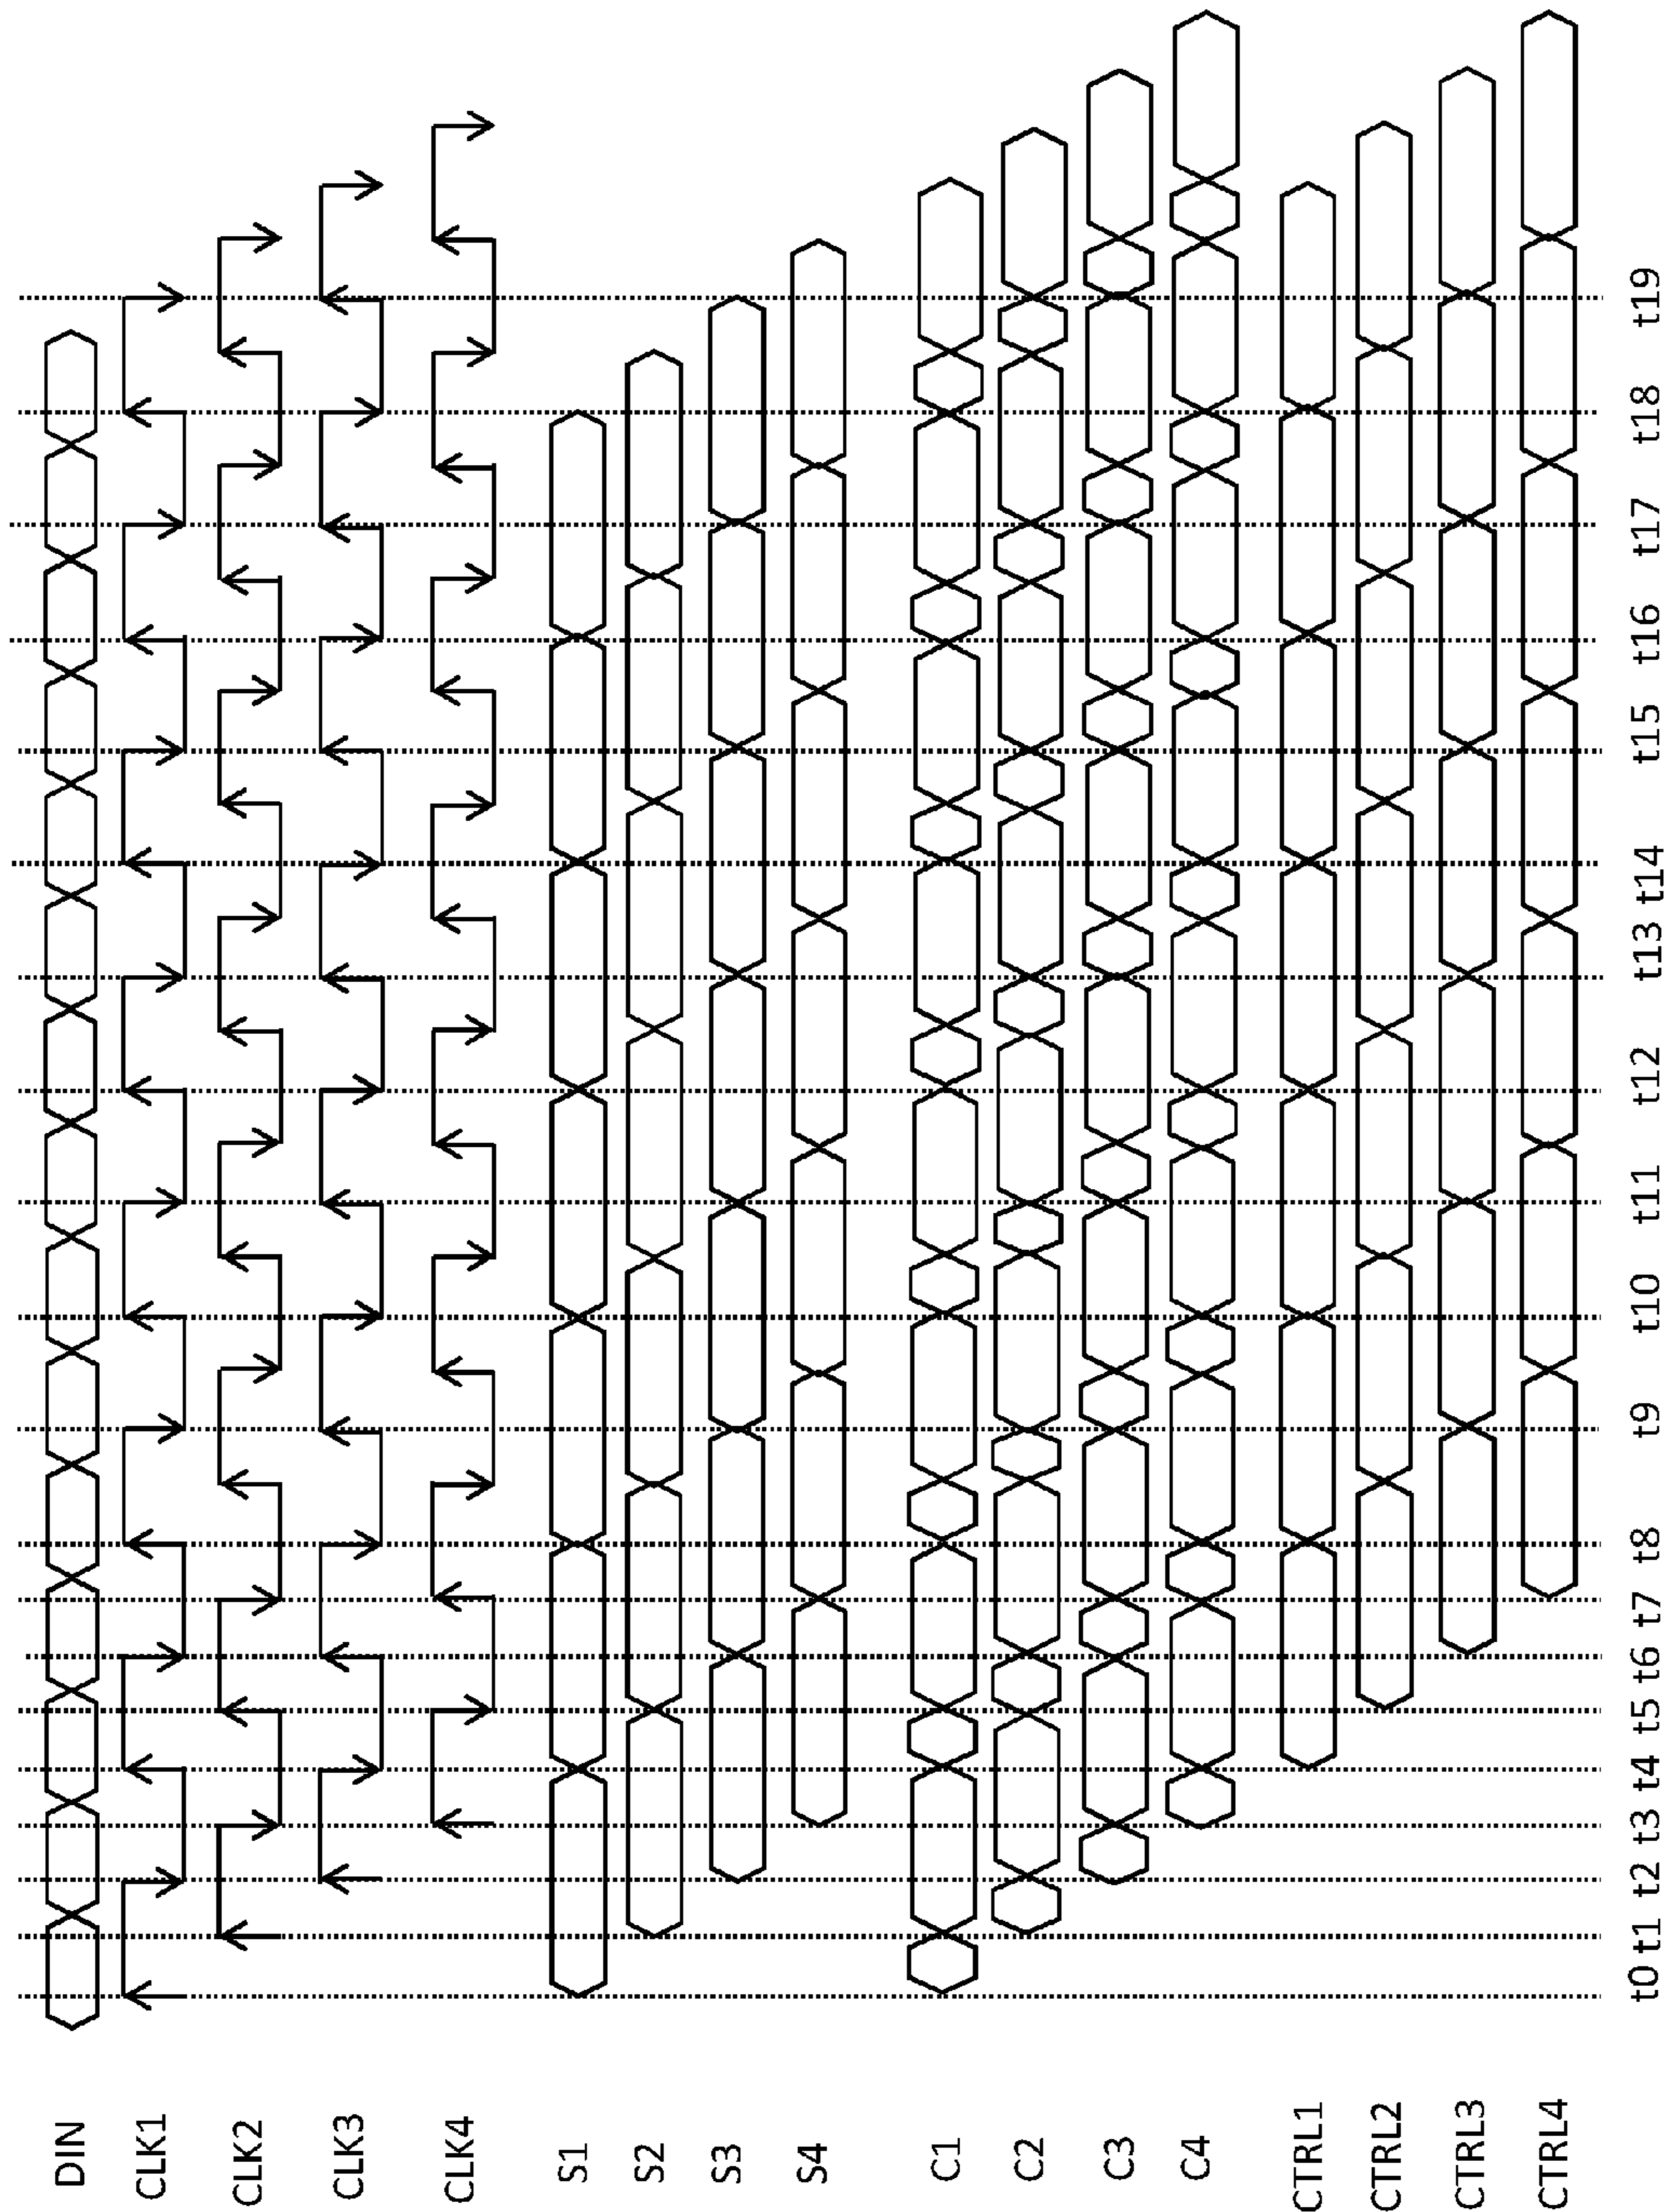 DIN
CLK1
CLK2
CLK3
CLK4
S1
S2
S3
S4
C1
C2
C3
C4
CTRL1
CTRL2
CTRL3
CTRL4
t0 t1 t2 t3 t4 t5 t6 t7 t8 t9 t10 t11 t12 t13 t14 t15 t16 t17 t18 t19